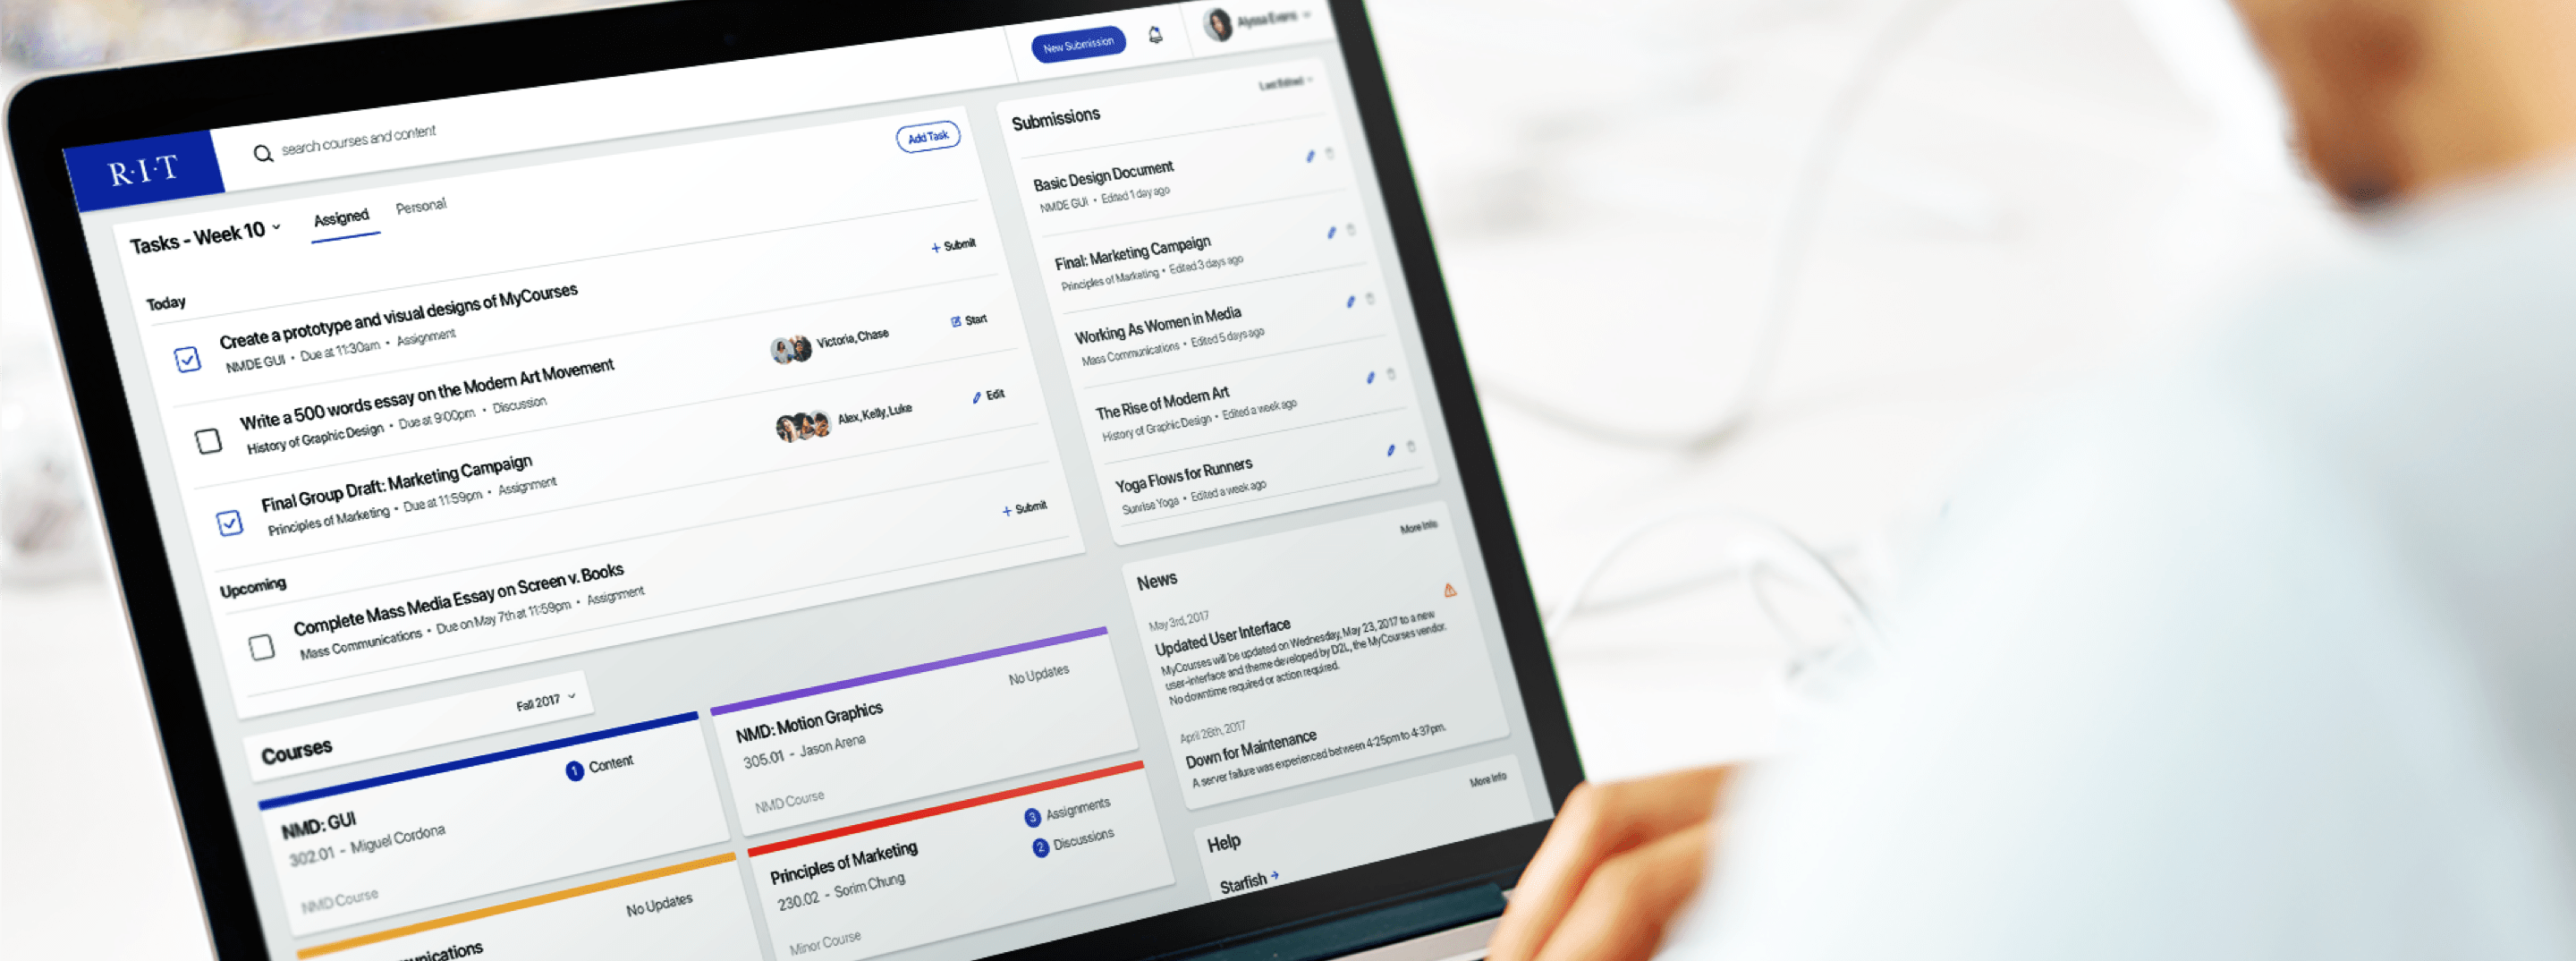 R·I·T
search courses and content
New Submission
Alyssa Evans
Tasks - Week 10
Assigned
Personal
Add Task
Today
Create a prototype and visual designs of MyCourses
NMDE GUI • Due at 11:30am • Assignment
+ Submit
Write a 500 words essay on the Modern Art Movement
History of Graphic Design • Due at 9:00pm • Discussion
Victoria, Chase
Start
Final Group Draft: Marketing Campaign
Principles of Marketing • Due at 11:59pm • Assignment
Alex, Kelly, Luke
Edit
Upcoming
Complete Mass Media Essay on Screen v. Books
Mass Communications • Due on May 7th at 11:59pm • Assignment
+ Submit
Courses
Fall 2017
NMD: GUI
302.01 - Miguel Cordona
NMD Course
1 Content
NMD: Motion Graphics
305.01 - Jason Arena
NMD Course
No Updates
No Updates
Principles of Marketing
230.02 - Sorim Chung
Minor Course
3 Assignments
2 Discussions
Submissions
Last Edited
Basic Design Document
NMDE GUI • Edited 1 day ago
Final: Marketing Campaign
Principles of Marketing • Edited 3 days ago
Working As Women in Media
Mass Communications • Edited 5 days ago
The Rise of Modern Art
History of Graphic Design • Edited a week ago
Yoga Flows for Runners
Sunrise Yoga • Edited a week ago
News
More Info
May 3rd, 2017
Updated User Interface
MyCourses will be updated on Wednesday, May 23, 2017 to a new
user-interface and theme developed by D2L, the MyCourses vendor.
No downtime required or action required.
April 26th, 2017
Down for Maintenance
A server failure was experienced between 4:25pm to 4:37pm.
Help
More Info
Starfish →